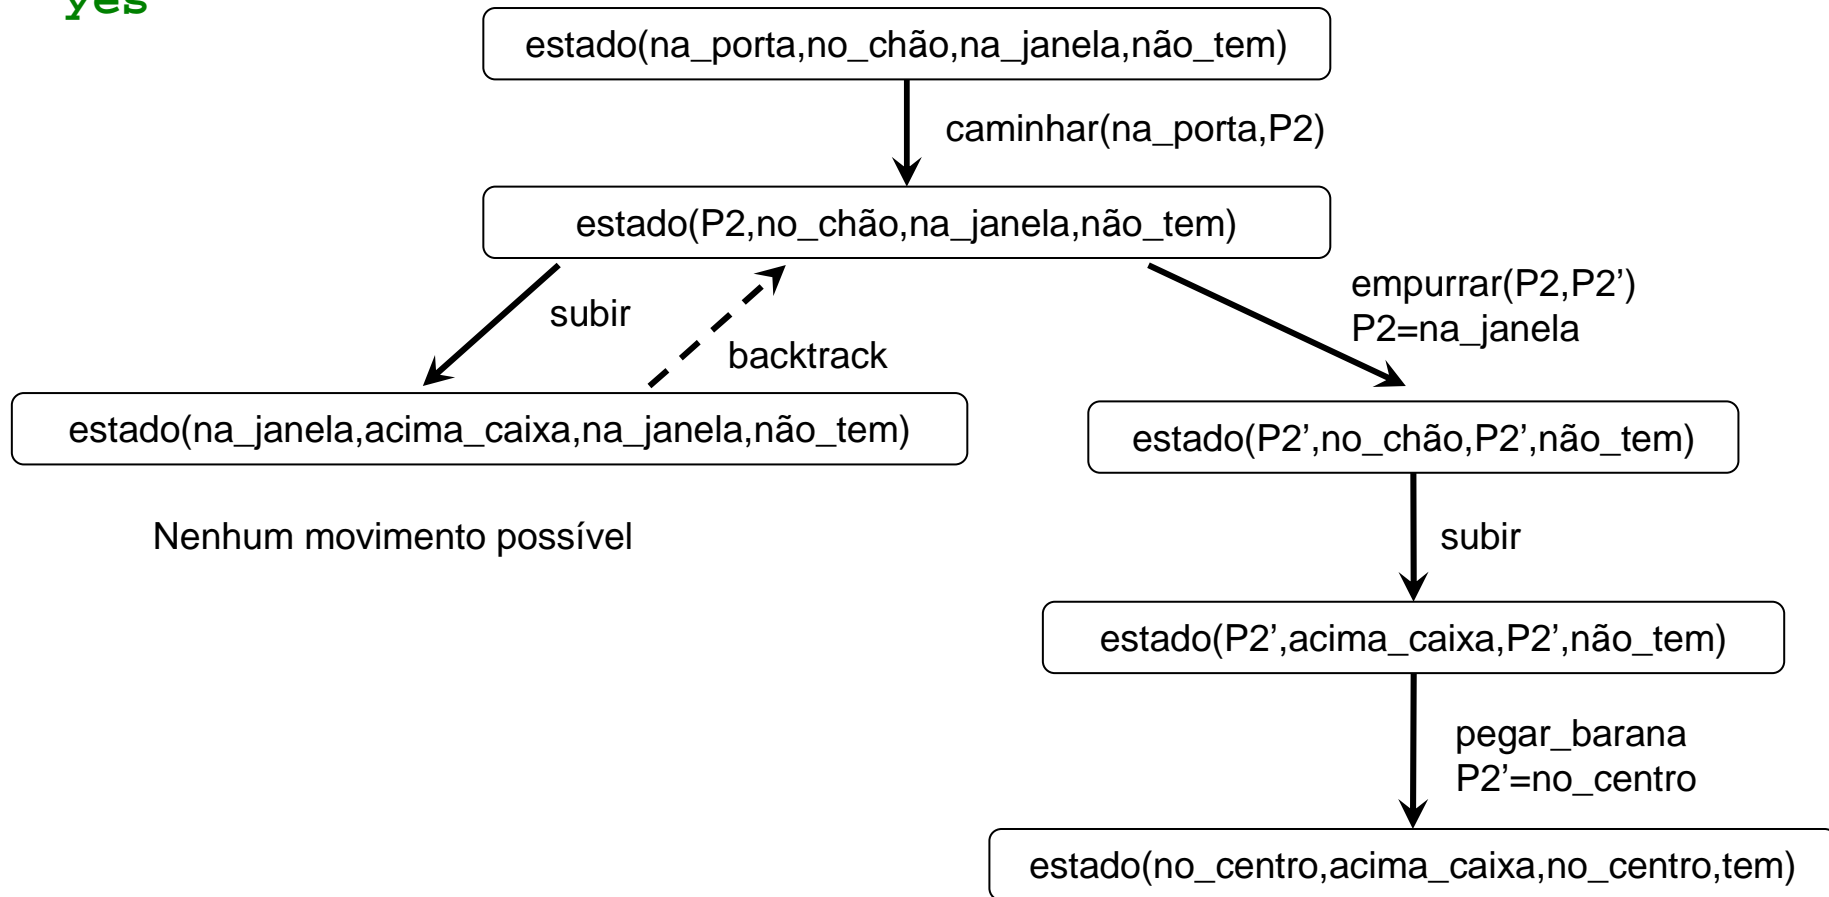 yes
estado(na_porta,no_chão,na_janela,não_tem)
caminhar(na_porta,P2)
estado(P2,no_chão,na_janela,não_tem)
subir
backtrack
empurrar(P2,P2’)
P2=na_janela
estado(na_janela,acima_caixa,na_janela,não_tem)
estado(P2’,no_chão,P2’,não_tem)
Nenhum movimento possível
subir
estado(P2’,acima_caixa,P2’,não_tem)
pegar_barana
P2’=no_centro
estado(no_centro,acima_caixa,no_centro,tem)